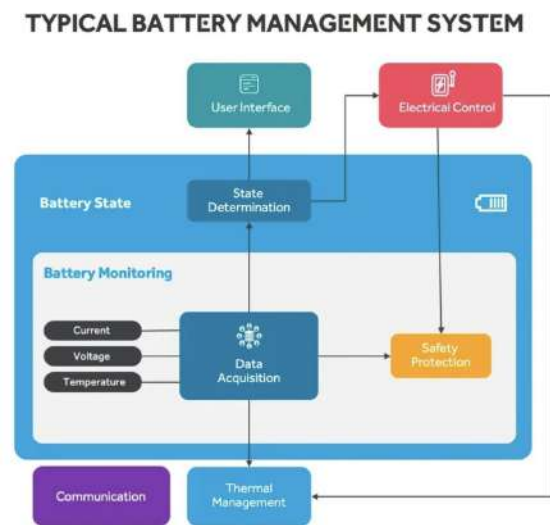 TYPICAL BATTERY MANAGEMENT SYSTEM
User Interface
Electrical Control
Battery State
State
Determination
Battery Monitoring
Current
Voltage
Temperature
Data
Acquisition
Safety
Protection
Communication
Thermal
Management